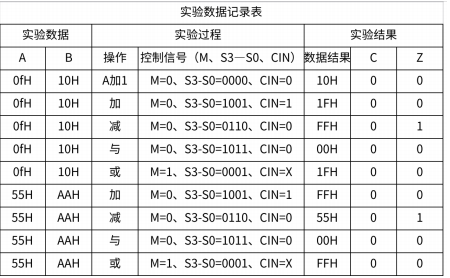 实验数据记录表
实验数据 实验过程 实验结果
A B 操作 控制信号（M、S3—S0、CIN） 数据结果 C Z
0fH 10H A加1 M=0、S3-S0=0000、CIN=0 10H 0 0
0fH 10H 加 M=0、S3-S0=1001、CIN=1 1FH 0 0
0fH 10H 减 M=0、S3-S0=0110、CIN=0 FFH 0 1
0fH 10H 与 M=0、S3-S0=1011、CIN=0 00H 0 0
0fH 10H 或 M=1、S3-S0=0001、CIN=X 1FH 0 0
55H AAH 加 M=0、S3-S0=1001、CIN=1 FFH 0 0
55H AAH 减 M=0、S3-S0=0110、CIN=0 55H 0 1
55H AAH 与 M=0、S3-S0=1011、CIN=0 00H 0 0
55H AAH 或 M=1、S3-S0=0001、CIN=X FFH 0 0